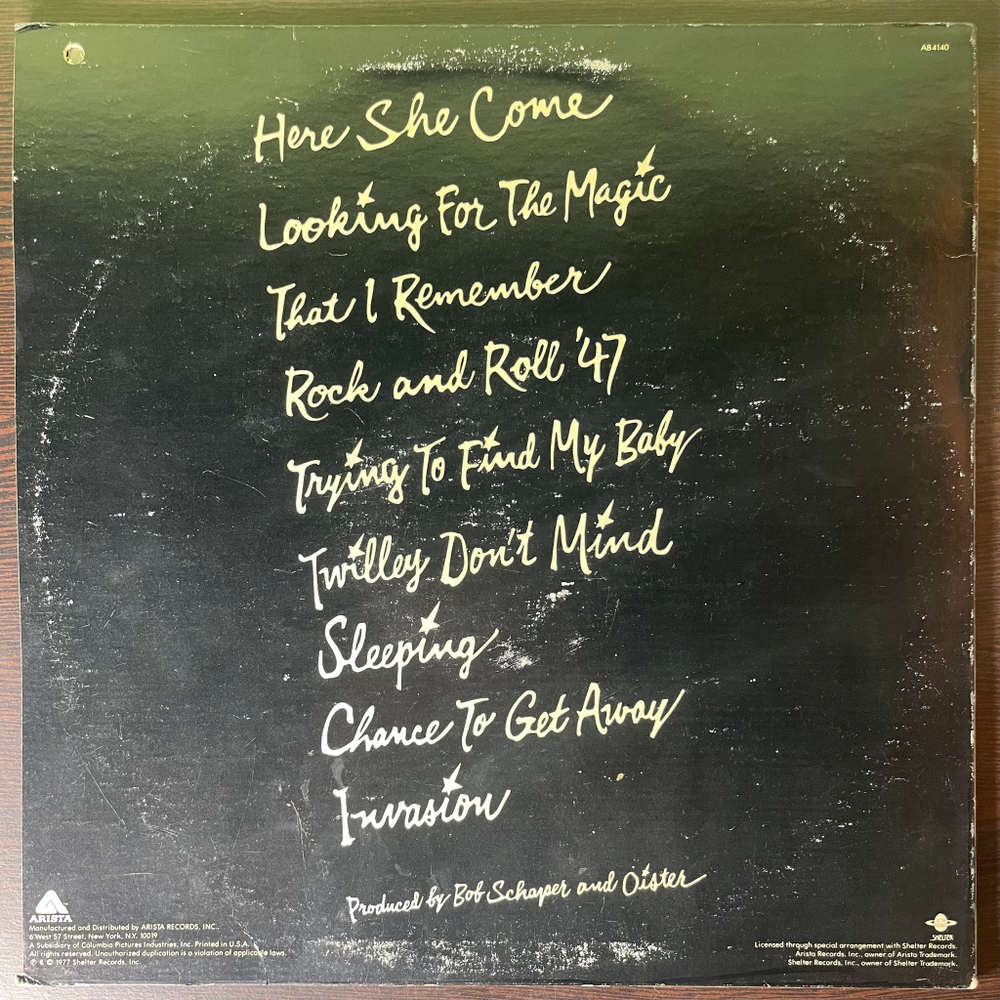 AB4140
Here She Come
Looking For The Magic
That I Remember
Rock and Roll '47
Trying To Find My Baby
Twilley Don't Mind
Sleeping
Chance To Get Away
Invasion
Produced by Bob Schaper and Oister
ARISTA
Manufactured and Distributed by ARISTA RECORDS, INC.,
6 West 57 Street, New York, N.Y. 10019
A Subsidiary of Columbia Pictures Industries, Inc. Printed in U.S.A.
All rights reserved. Unauthorized duplication is a violation of applicable laws.
℗ & © 1977 Shelter Records, Inc.
SHELTER
Licensed through special arrangement with Shelter Records.
Arista Records, Inc., owner of Arista Trademark.
Shelter Records, Inc., owner of Shelter Trademark.